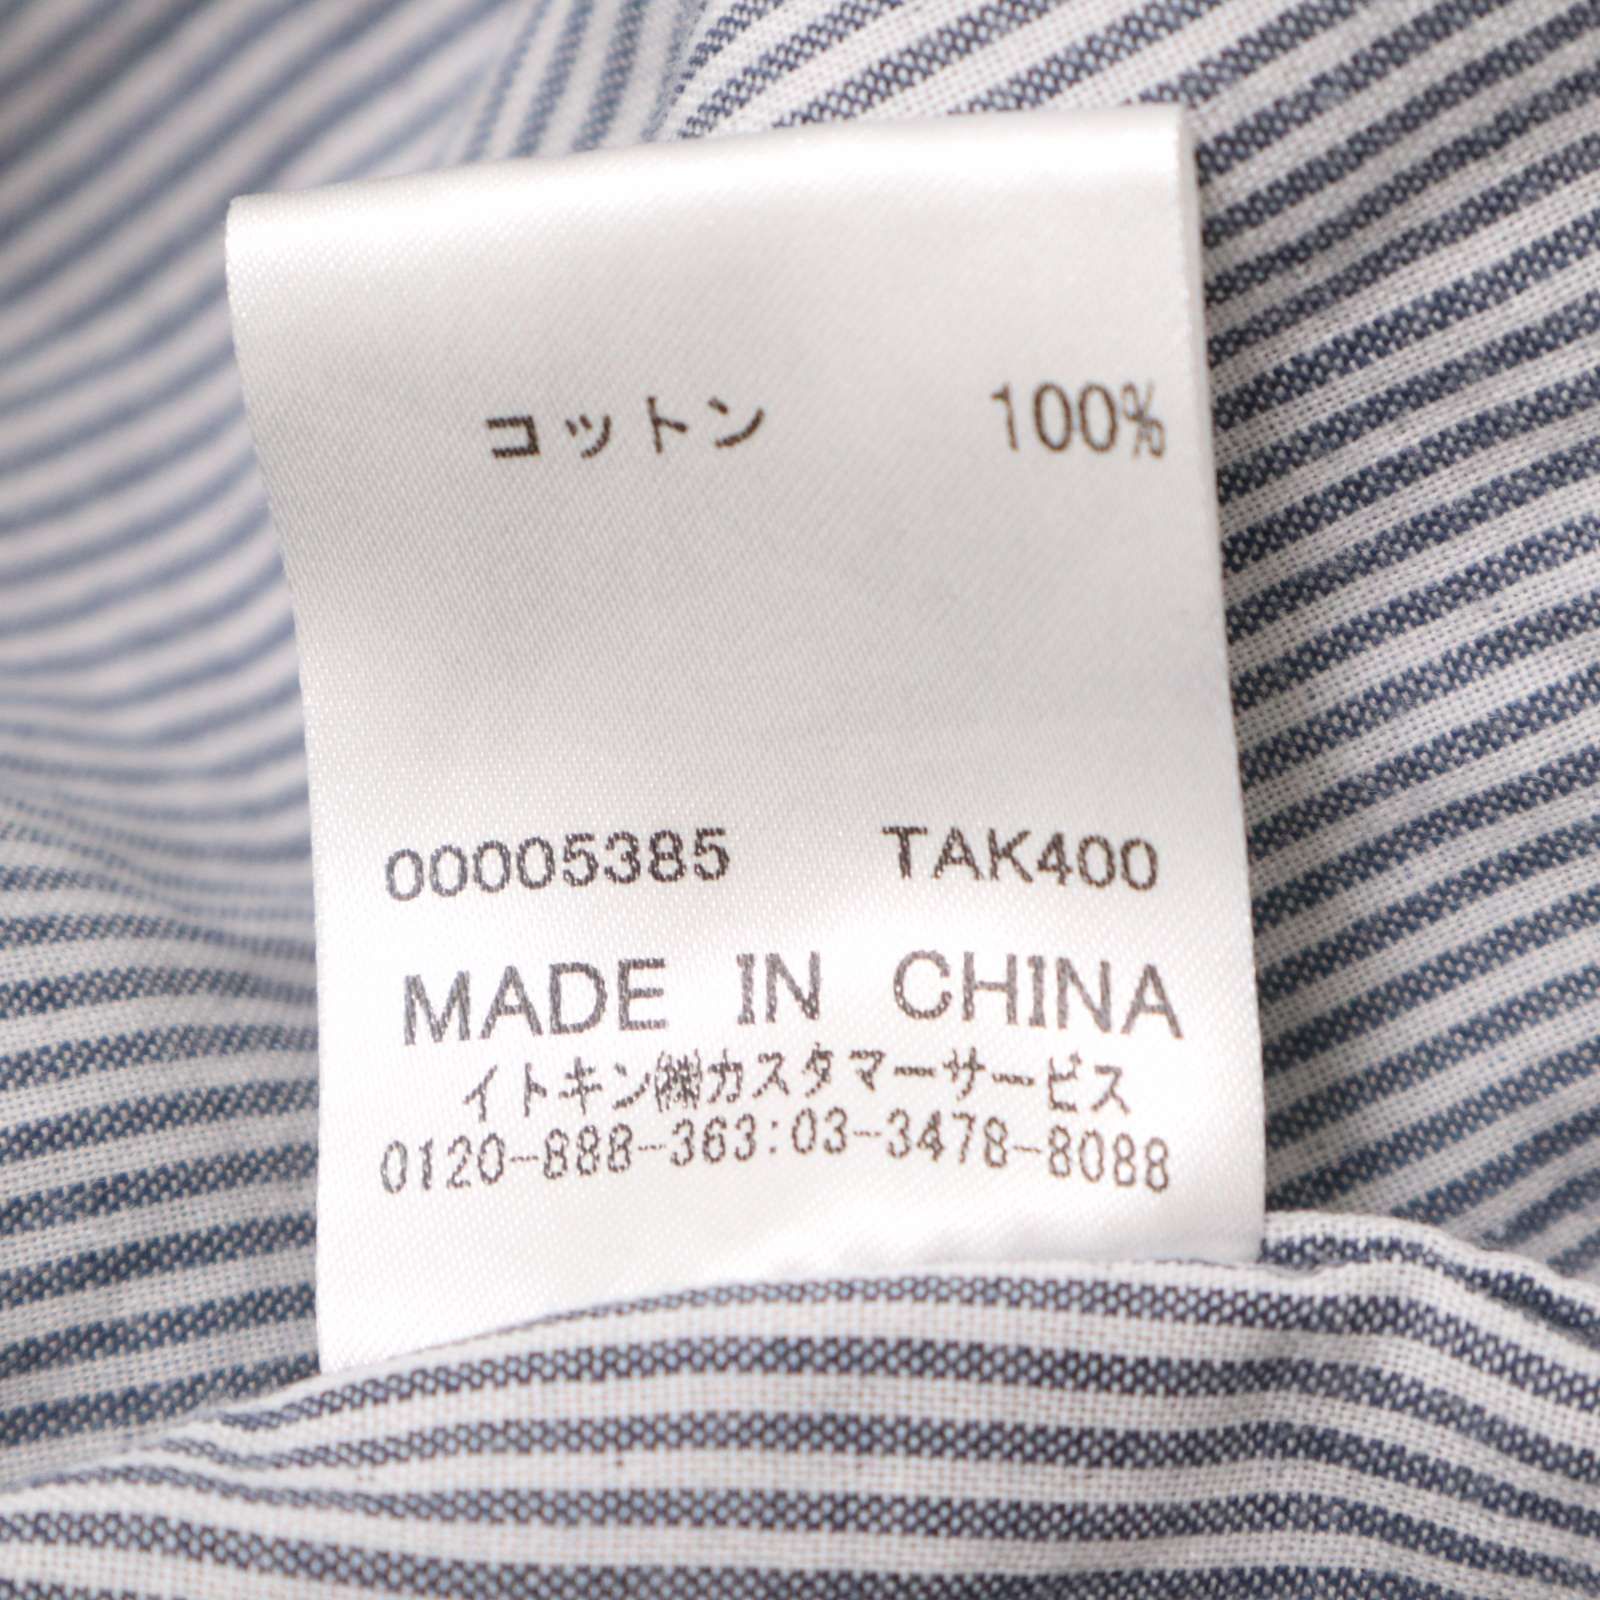 コットン 100%
00005385 TAK400
MADE IN CHINA
イトキン㈱カスタマーサービス
0120-888-363:03-3478-8088